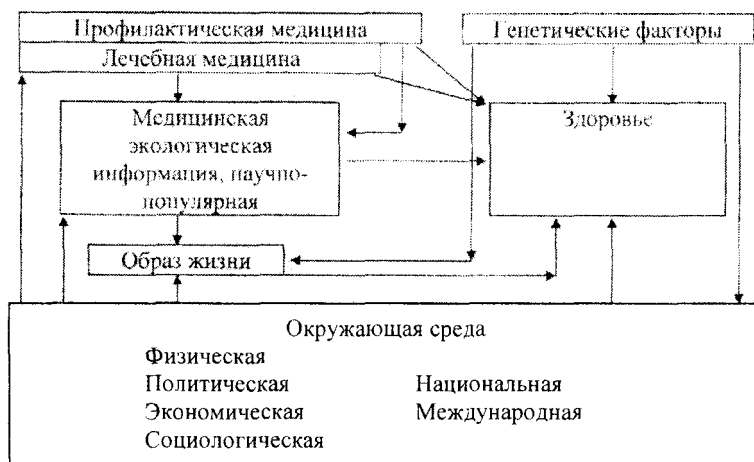 Профилактическая медицина
Генетические факторы
Лечебная медицина
Медицинская
экологическая
информация, научно-
популярная
Здоровье
Образ жизни
Окружающая среда
Физическая
Политическая
Национальная
Экономическая
Международная
Социологическая